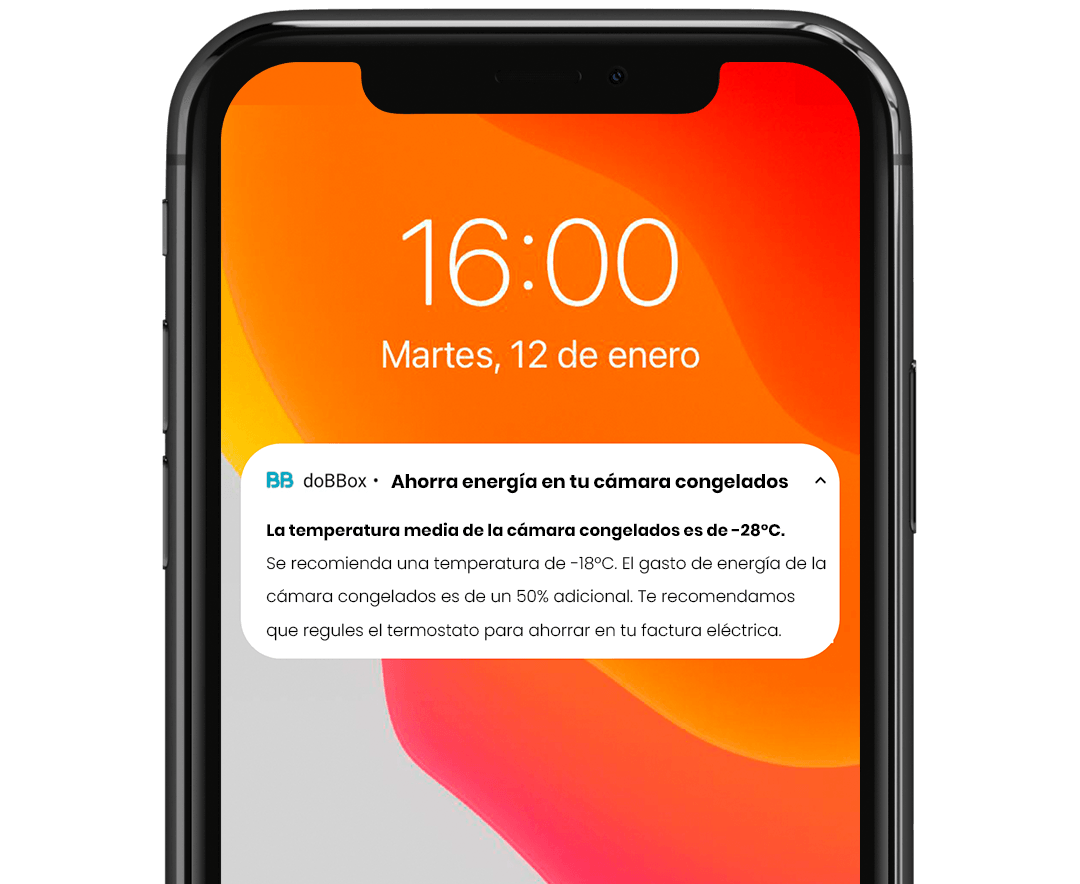 16:00
Martes, 12 de enero
BB doBBox · Ahorra energía en tu cámara congelados
La temperatura media de la cámara congelados es de -28ºC.
Se recomienda una temperatura de -18ºC. El gasto de energía de la
cámara congelados es de un 50% adicional. Te recomendamos
que regules el termostato para ahorrar en tu factura eléctrica.